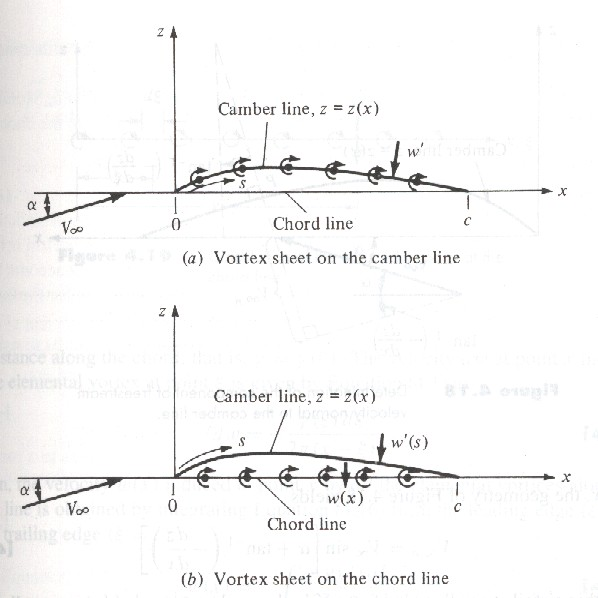 z
Camber line, z = z(x)
w'
s
x
α
V∞
0
Chord line
c
(a) Vortex sheet on the camber line
z
Camber line, z = z(x)
s
w'(s)
x
α
V∞
0
w(x)
c
Chord line
(b) Vortex sheet on the chord line